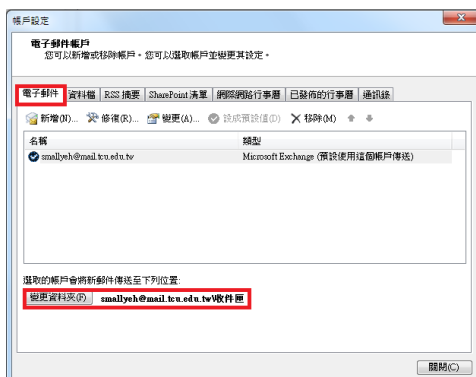 帳戶設定
電子郵件帳戶
您可以新增或移除帳戶。您可以選取帳戶並變更其設定。
電子郵件 資料檔 RSS 摘要 SharePoint 清單 網際網路行事曆 已發佈的行事曆 通訊錄
新增(N)... 修復(R)... 變更(A)... 設成預設值(D) 移除(M)
名稱 類型
smallyeh@mail.tcu.edu.tw Microsoft Exchange (預設使用這個帳戶傳送)
選取的帳戶會將新郵件傳送至下列位置:
變更資料夾(F) smallyeh@mail.tcu.edu.tw\收件匣
關閉(C)